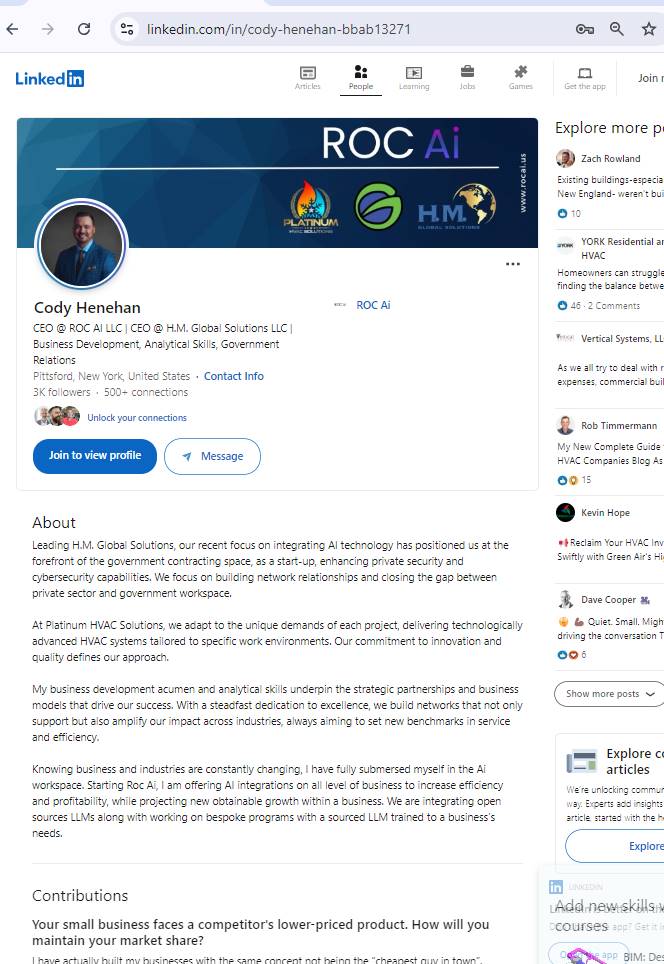 linkedin.com/in/cody-henehan-bbab13271
Linkedin
Articles
People
Learning
Jobs
Games
Get the app
Join
ROC Ai
www.rocai.us
PLATINUM
HVAC SOLUTIONS
H.M.
GLOBAL SOLUTIONS
Cody Henehan
ROC Ai
CEO @ ROC AI LLC | CEO @ H.M. Global Solutions LLC |
Business Development, Analytical Skills, Government
Relations
Pittsford, New York, United States · Contact Info
3K followers · 500+ connections
Unlock your connections
Join to view profile
Message
About
Leading H.M. Global Solutions, our recent focus on integrating AI technology has positioned us at the
forefront of the government contracting space, as a start-up, enhancing private security and
cybersecurity capabilities. We focus on building network relationships and closing the gap between
private sector and government workspace.
At Platinum HVAC Solutions, we adapt to the unique demands of each project, delivering technologically
advanced HVAC systems tailored to specific work environments. Our commitment to innovation and
quality defines our approach.
My business development acumen and analytical skills underpin the strategic partnerships and business
models that drive our success. With a steadfast dedication to excellence, we build networks that not only
support but also amplify our impact across industries, always aiming to set new benchmarks in service
and efficiency.
Knowing business and industries are constantly changing, I have fully submersed myself in the Ai
workspace. Starting Roc Ai, I am offering AI integrations on all level of business to increase efficiency
and profitability, while projecting new obtainable growth within a business. We are integrating open
sources LLMs along with working on bespoke programs with a sourced LLM trained to a business's
needs.
Contributions
Your small business faces a competitor's lower-priced product. How will you
maintain your market share?
I have actually built my businesses with the same concept not being the "cheapest guy in town".
Explore more
Zach Rowland
Existing buildings-especia
New England- weren't bui
10
YORK Residential an
HVAC
Homeowners can struggle
finding the balance betwe
46 · 2 Comments
Vertical Systems, LL
As we all try to deal with r
expenses, commercial buil
Rob Timmermann
My New Complete Guide
HVAC Companies Blog As
15
Kevin Hope
Reclaim Your HVAC Inv
Swiftly with Green Air's Hi
Dave Cooper
Quiet. Small. Migh
driving the conversation T
6
Show more posts
Explore co
articles
We're unlocking commun
way. Experts add insights
article, started with the h
Explore
LINKEDIN
Add new skills
courses
BIM: Des